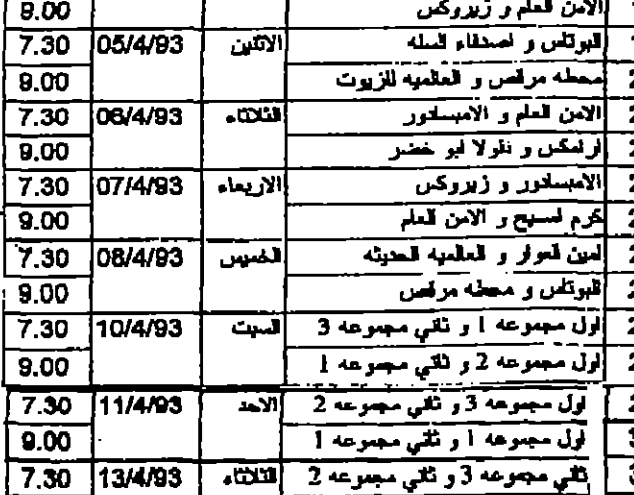 الامن العلم و زيروكس 9.00
البوتاس و اصدقاء السله الاثنين 05/4/93 7.30
محطه مرقص و العالميه للزيوت 9.00
الامن العلم و الامبسادور الثلاثاء 06/4/93 7.30
ارامكس و نقولا ابو خضر 9.00
الامبسادور و زيروكس الاربعاء 07/4/93 7.30
كرم لمسيح و الامن العلم 9.00
امين قعوار و العالميه الحديثه الخميس 08/4/93 7.30
البوتاس و محطه مرقص 9.00
اول مجموعه 1 و ثاني مجموعه 3 السبت 10/4/93 7.30
اول مجموعه 2 و ثاني مجموعه 1 9.00
اول مجموعه 3 و ثاني مجموعه 2 الاحد 11/4/93 7.30
اول مجموعه 1 و ثاني مجموعه 1 9.00
ثاني مجموعه 3 و ثاني مجموعه 2 الثلاثاء 13/4/93 7.30